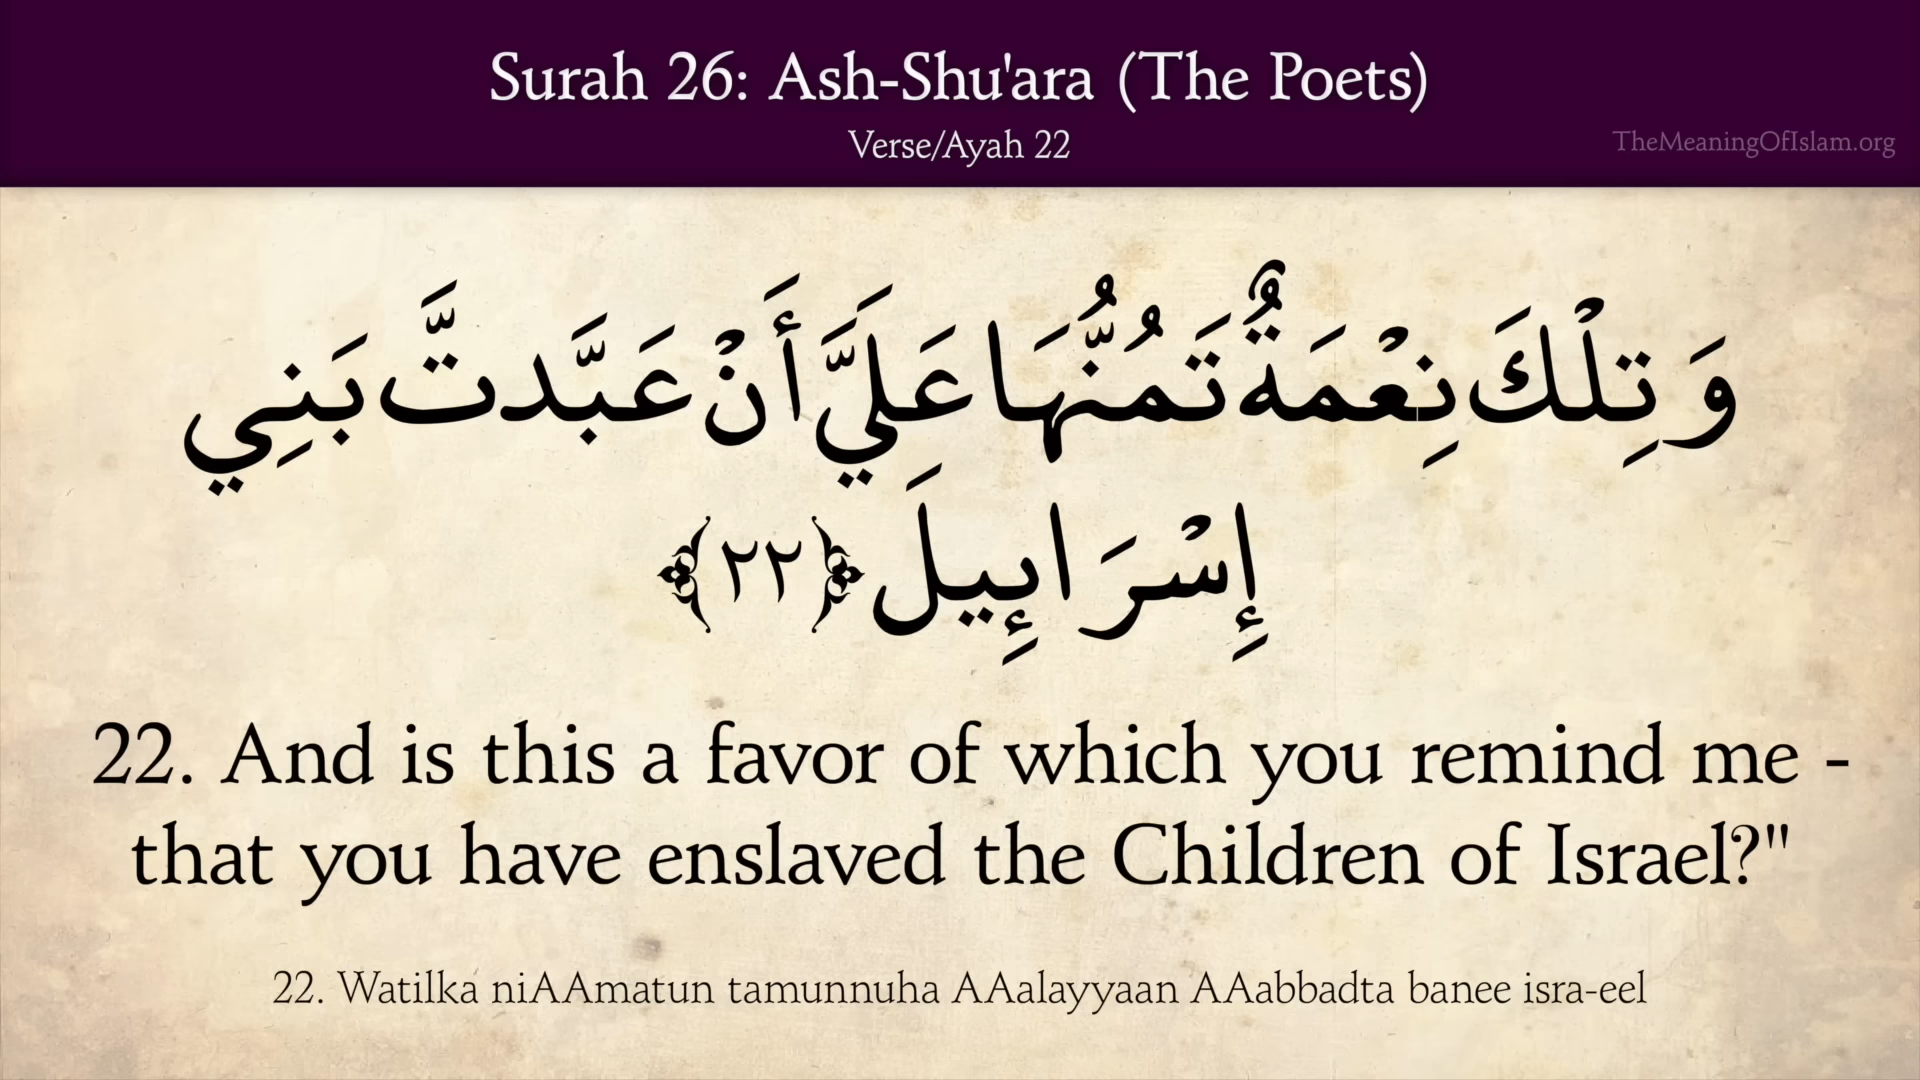 Surah 26: Ash-Shu'ara (The Poets)
Verse/Ayah 22
TheMeaningOfIslam.org
وَتِلْكَ نِعْمَةٌ تَمُنُّهَا عَلَيَّ أَنْ عَبَّدتَّ بَنِي
إِسْرَابِٕيلَ ﴿٢٢﴾
22. And is this a favor of which you remind me -
that you have enslaved the Children of Israel?"
22. Watilka niAAmatun tamunnuha AAalayyaan AAabbadta banee isra-eel